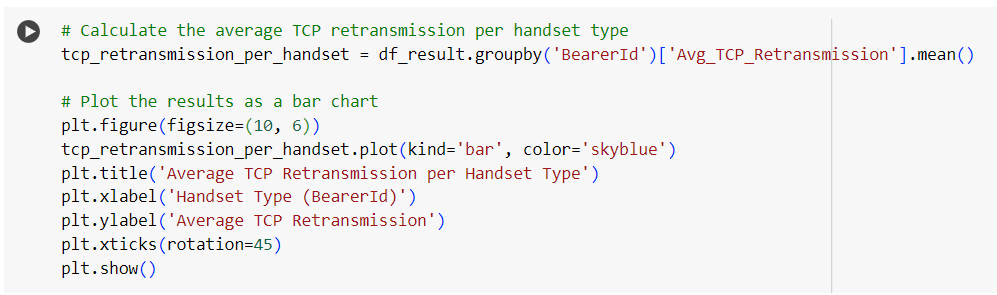 # Calculate the average TCP retransmission per handset type
tcp_retransmission_per_handset = df_result.groupby('BearerId')['Avg_TCP_Retransmission'].mean()
# Plot the results as a bar chart
plt.figure(figsize=(10, 6))
tcp_retransmission_per_handset.plot(kind='bar', color='skyblue')
plt.title('Average TCP Retransmission per Handset Type')
plt.xlabel('Handset Type (BearerId)')
plt.ylabel('Average TCP Retransmission')
plt.xticks(rotation=45)
plt.show()